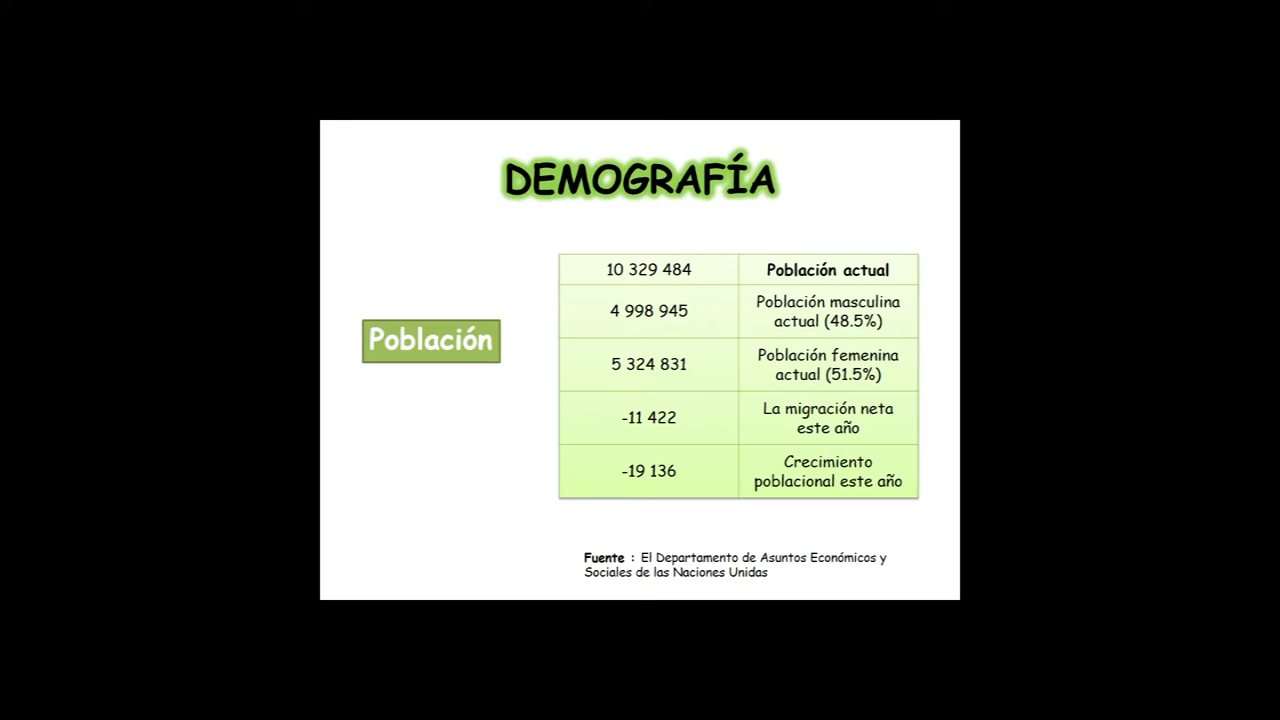 DEMOGRAFÍA
Población
10 329 484 Población actual
4 998 945 Población masculina
actual (48.5%)
5 324 831 Población femenina
actual (51.5%)
-11 422 La migración neta
este año
-19 136 Crecimiento
poblacional este año
Fuente : El Departamento de Asuntos Económicos y
Sociales de las Naciones Unidas